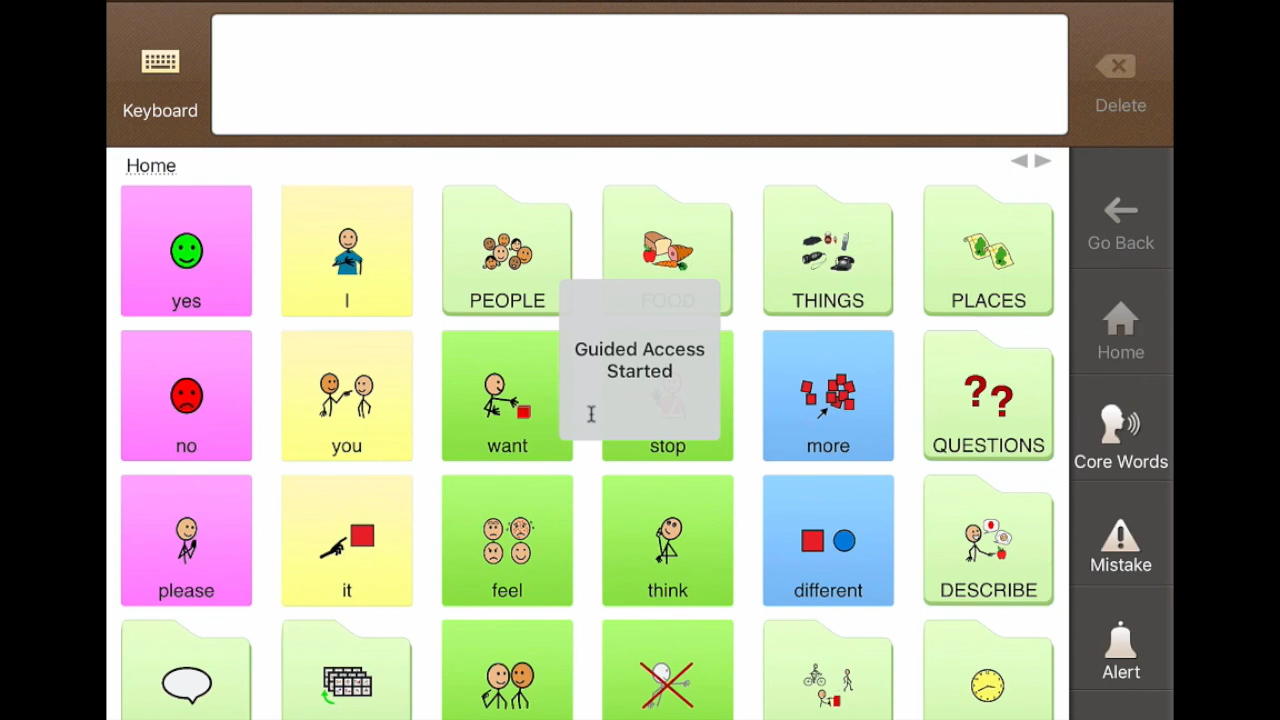 Keyboard
Delete
Home
yes
I
PEOPLE
FOOD
THINGS
PLACES
Go Back
Guided Access
Started
Home
no
you
want
stop
more
QUESTIONS
Core Words
please
it
feel
think
different
DESCRIBE
Mistake
Alert